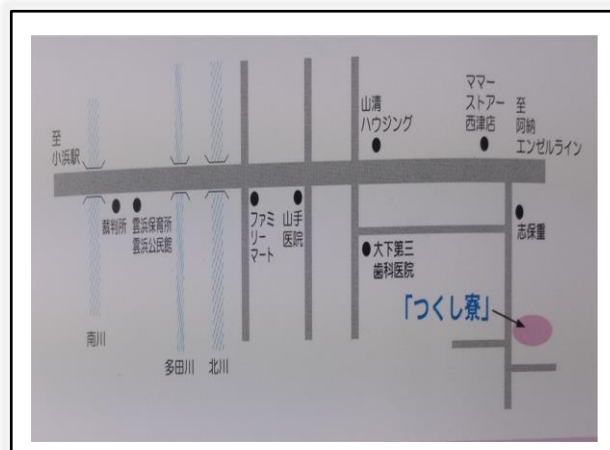 至
小浜駅
裁判所
雲浜保育所
雲浜公民館
南川
多田川
北川
ファミ
リー
マート
山手
医院
山清
ハウジング
大下第三
歯科医院
ママー
ストアー
西津店
至
阿納
エンゼルライン
志保重
「つくし寮」